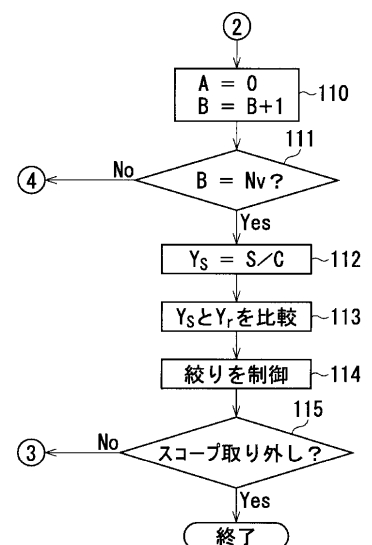 ②
A = 0
B = B+1
110
111
B = Nv?
No
④
Yes
YS = S/C
112
YSとYrを比較
113
絞りを制御
114
115
スコープ取り外し?
No
③
Yes
終了